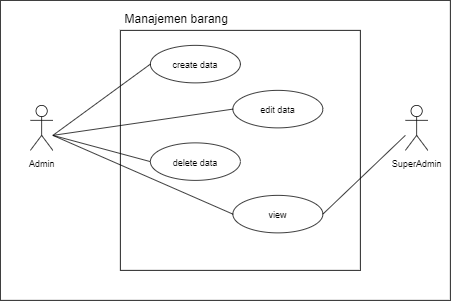 Manajemen barang
create data
edit data
Admin
delete data
SuperAdmin
view